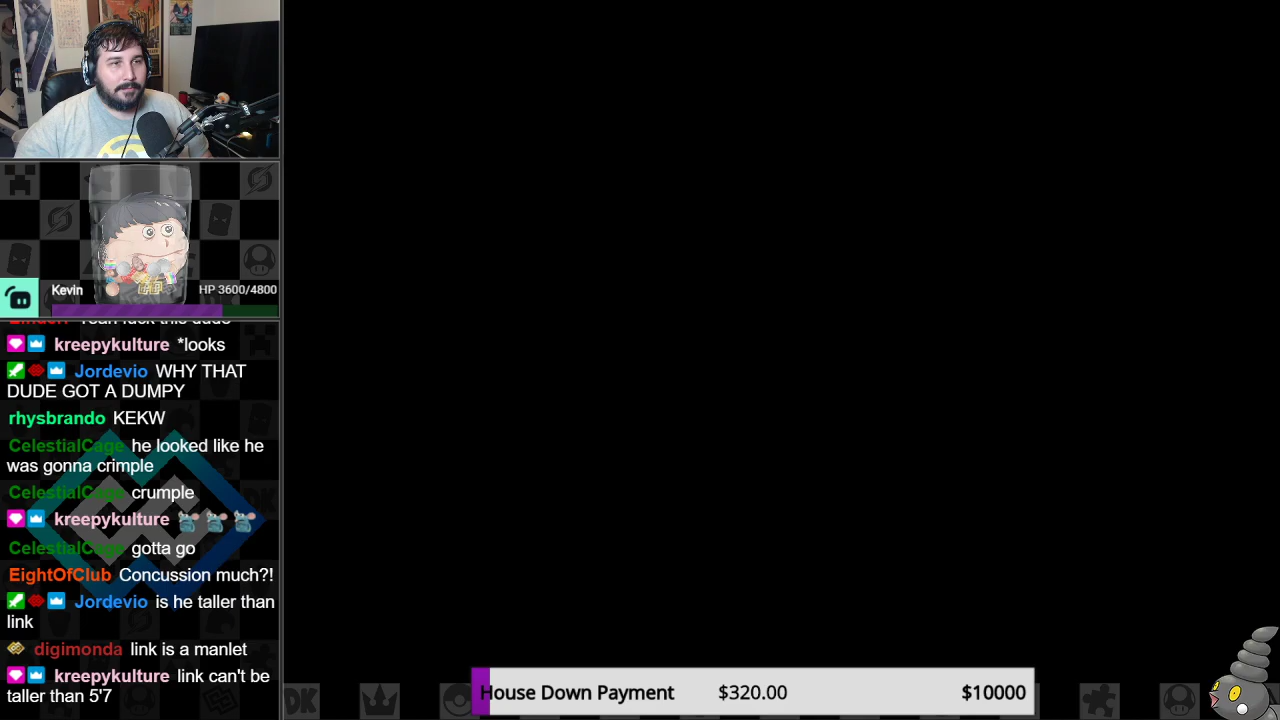 Kevin HP 3600/4800
kreepykulture *looks
Jordevio WHY THAT
DUDE GOT A DUMPY
rhysbrando KEKW
CelestialCage he looked like he
was gonna crimple
CelestialCage crumple
kreepykulture
CelestialCage gotta go
EightOfClub Concussion much?!
Jordevio is he taller than
link
digimonda link is a manlet
kreepykulture link can't be
taller than 5'7
House Down Payment $320.00 $10000
DK